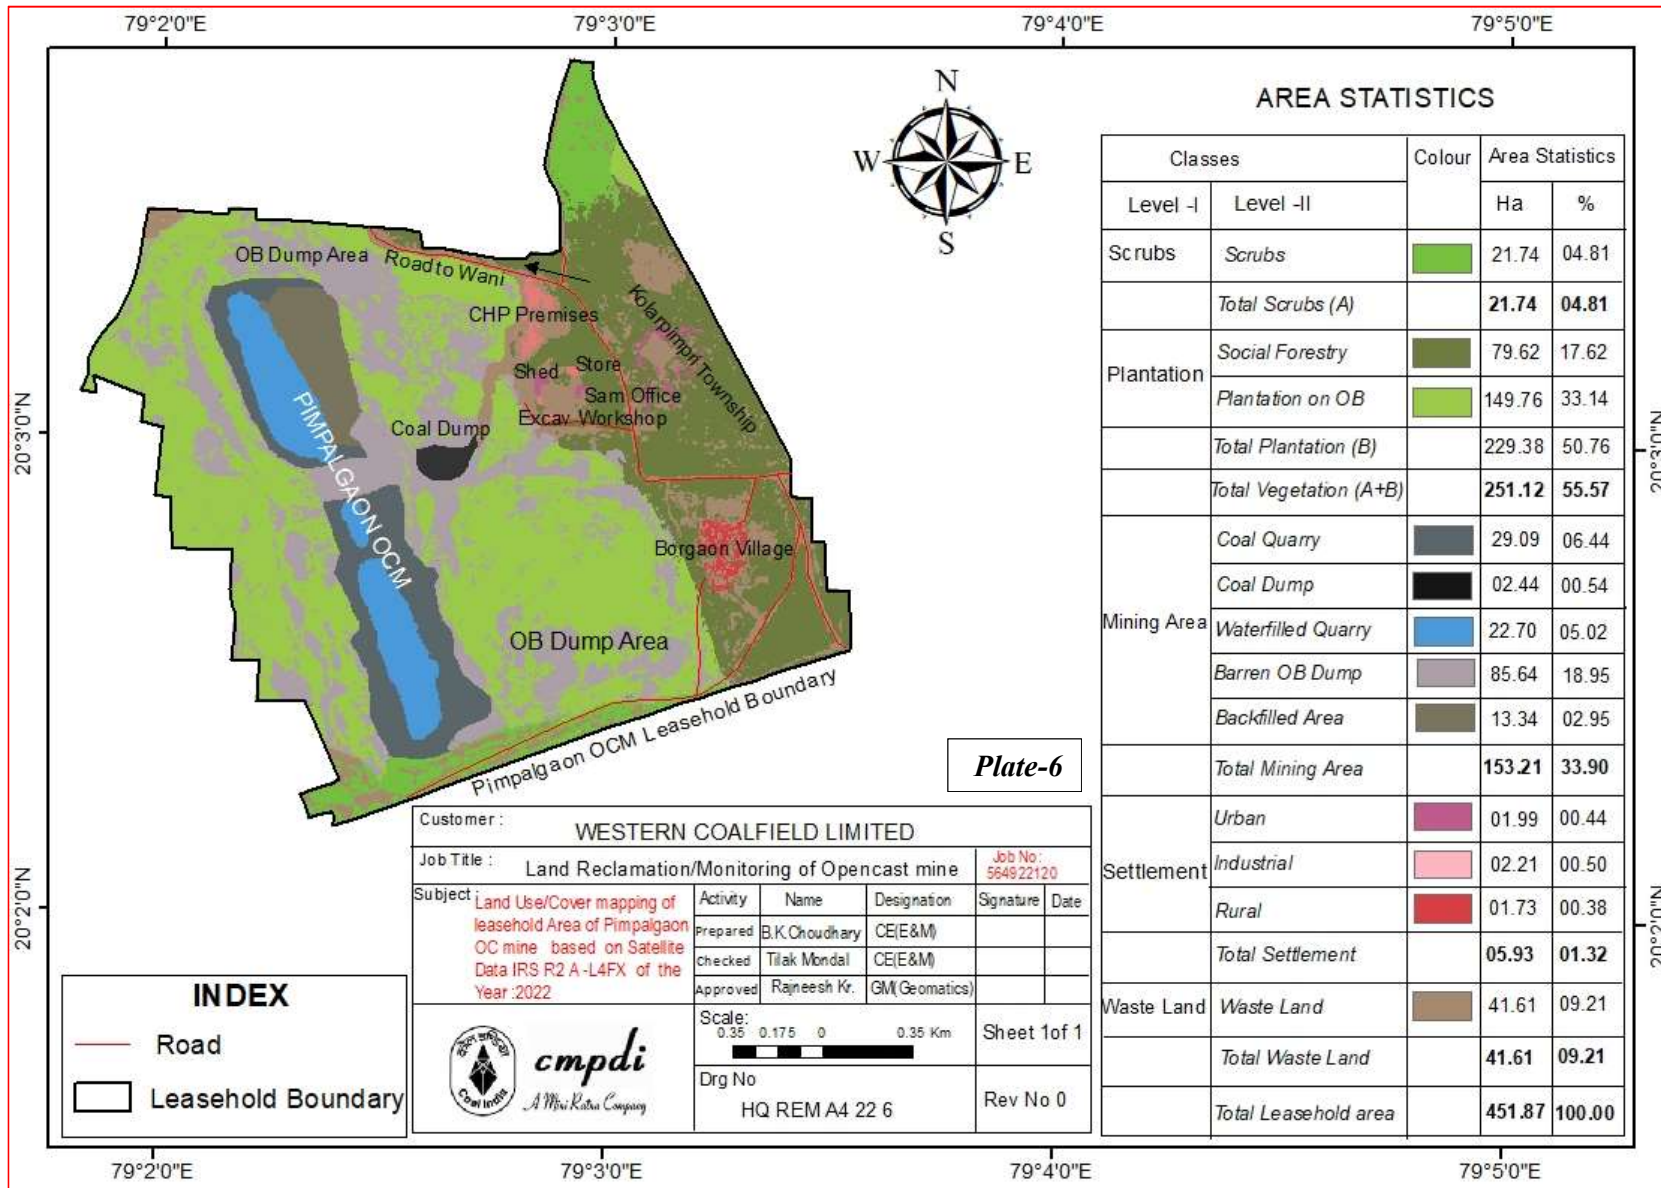 79°2'0"E 79°3'0"E 79°4'0"E 79°5'0"E
20°3'0"N
20°2'0"N
20°3'0"N
20°2'0"N
N
W E
S
OB Dump Area
Road to Wani
CHP Premises
Kolarpimpri Township
Shed
Store
Sam Office
Excav Workshop
Coal Dump
PIMPALGAON OCM
Borgaon Village
OB Dump Area
Pimpalgaon OCM Leasehold Boundary
Plate-6
AREA STATISTICS
Classes Colour Area Statistics
Level -I Level -II Ha %
Scrubs Scrubs 21.74 04.81
Total Scrubs (A) 21.74 04.81
Plantation
Social Forestry 79.62 17.62
Plantation on OB 149.76 33.14
Total Plantation (B) 229.38 50.76
Total Vegetation (A+B) 251.12 55.57
Mining Area
Coal Quarry 29.09 06.44
Coal Dump 02.44 00.54
Waterfilled Quarry 22.70 05.02
Barren OB Dump 85.64 18.95
Backfilled Area 13.34 02.95
Total Mining Area 153.21 33.90
Settlement
Urban 01.99 00.44
Industrial 02.21 00.50
Rural 01.73 00.38
Total Settlement 05.93 01.32
Waste Land Waste Land 41.61 09.21
Total Waste Land 41.61 09.21
Total Leasehold area 451.87 100.00
Customer : WESTERN COALFIELD LIMITED
Job Title : Land Reclamation/Monitoring of Opencast mine
Job No:
564922120
Subject : Land Use/Cover mapping of
leasehold Area of Pimpalgaon
OC mine based on Satellite
Data IRS R2 A -L4FX of the
Year :2022
Activity Name Designation Signature Date
Prepared B.K.Choudhary CE(E&M)
Checked Tilak Mondal CE(E&M)
Approved Rajneesh Kr. GM(Geomatics)
Scale:
0.35 0.175 0 0.35 Km
Sheet 1of 1
Drg No
HQ REM A4 22 6
Rev No 0
Coal India
cmpdi
A Mini Ratna Company
INDEX
Road
Leasehold Boundary
79°2'0"E 79°3'0"E 79°4'0"E 79°5'0"E